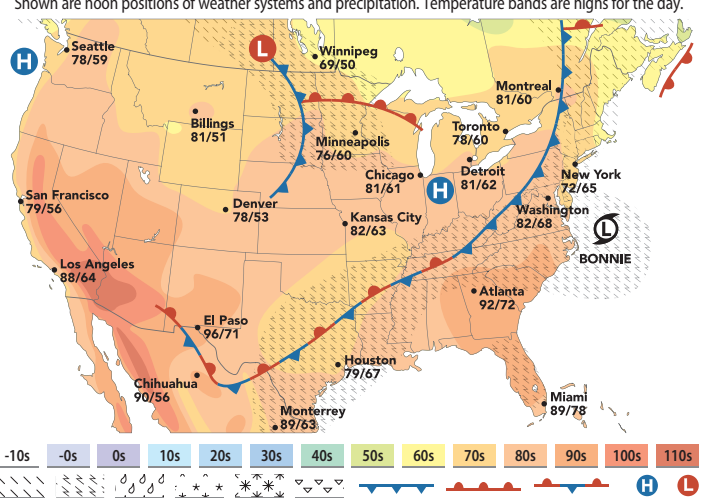 Shown are noon positions of weather systems and precipitation. Temperature bands are highs for the day.
L
H
Seattle
78/59
Winnipeg
69/50
Montreal
81/60
Billings
81/51
Minneapolis
76/60
Toronto
78/60
Chicago
81/61
H
Detroit
81/62
New York
72/65
San Francisco
79/56
Denver
78/53
Kansas City
82/63
Washington
82/68
L
BONNIE
Los Angeles
88/64
Atlanta
92/72
El Paso
96/71
Houston
79/67
Chihuahua
90/56
Miami
89/78
Monterrey
89/63
-10s -0s 0s 10s 20s 30s 40s 50s 60s 70s 80s 90s 100s 110s
H L